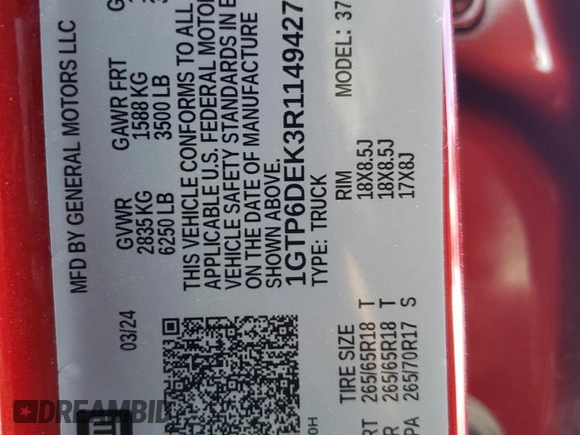 MFD BY GENERAL MOTORS LLC
03/24
GVWR
2835KG
6250 LB
GAWR FRT
1588 KG
3500 LB
THIS VEHICLE CONFORMS TO ALL
APPLICABLE U.S. FEDERAL MOTOR
VEHICLE SAFETY STANDARDS IN E
ON THE DATE OF MANUFACTURE
SHOWN ABOVE.
1GTP6DEK3R1149427
TYPE: TRUCK
MODEL: 37
TIRE SIZE RIM
265/65R18 T 18X8.5J
265/65R18 T 18X8.5J
265/70R17 S 17X8J
DREAMBID